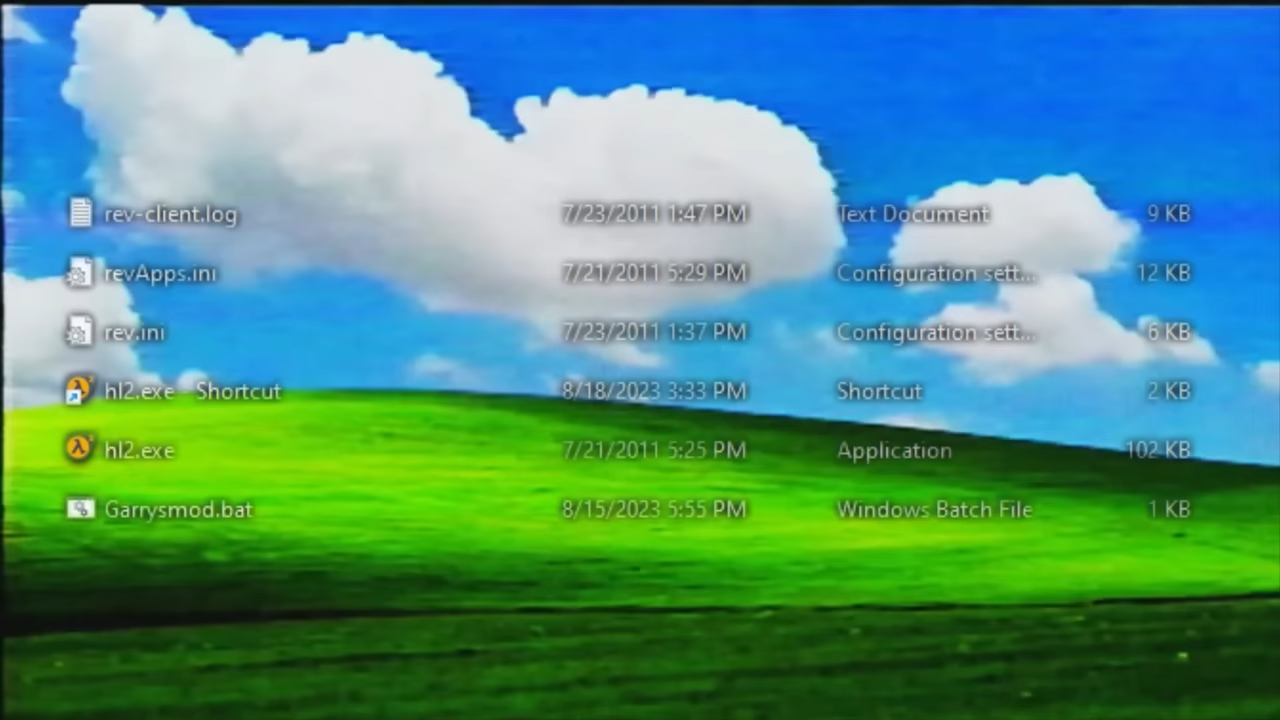 rev-client.log 7/23/2011 1:47 PM Text Document 9 KB
revApps.ini 7/21/2011 5:29 PM Configuration sett... 12 KB
rev.ini 7/23/2011 1:37 PM Configuration sett... 6 KB
hl2.exe - Shortcut 8/18/2023 3:33 PM Shortcut 2 KB
hl2.exe 7/21/2011 5:25 PM Application 102 KB
Garrysmod.bat 8/15/2023 5:55 PM Windows Batch File 1 KB